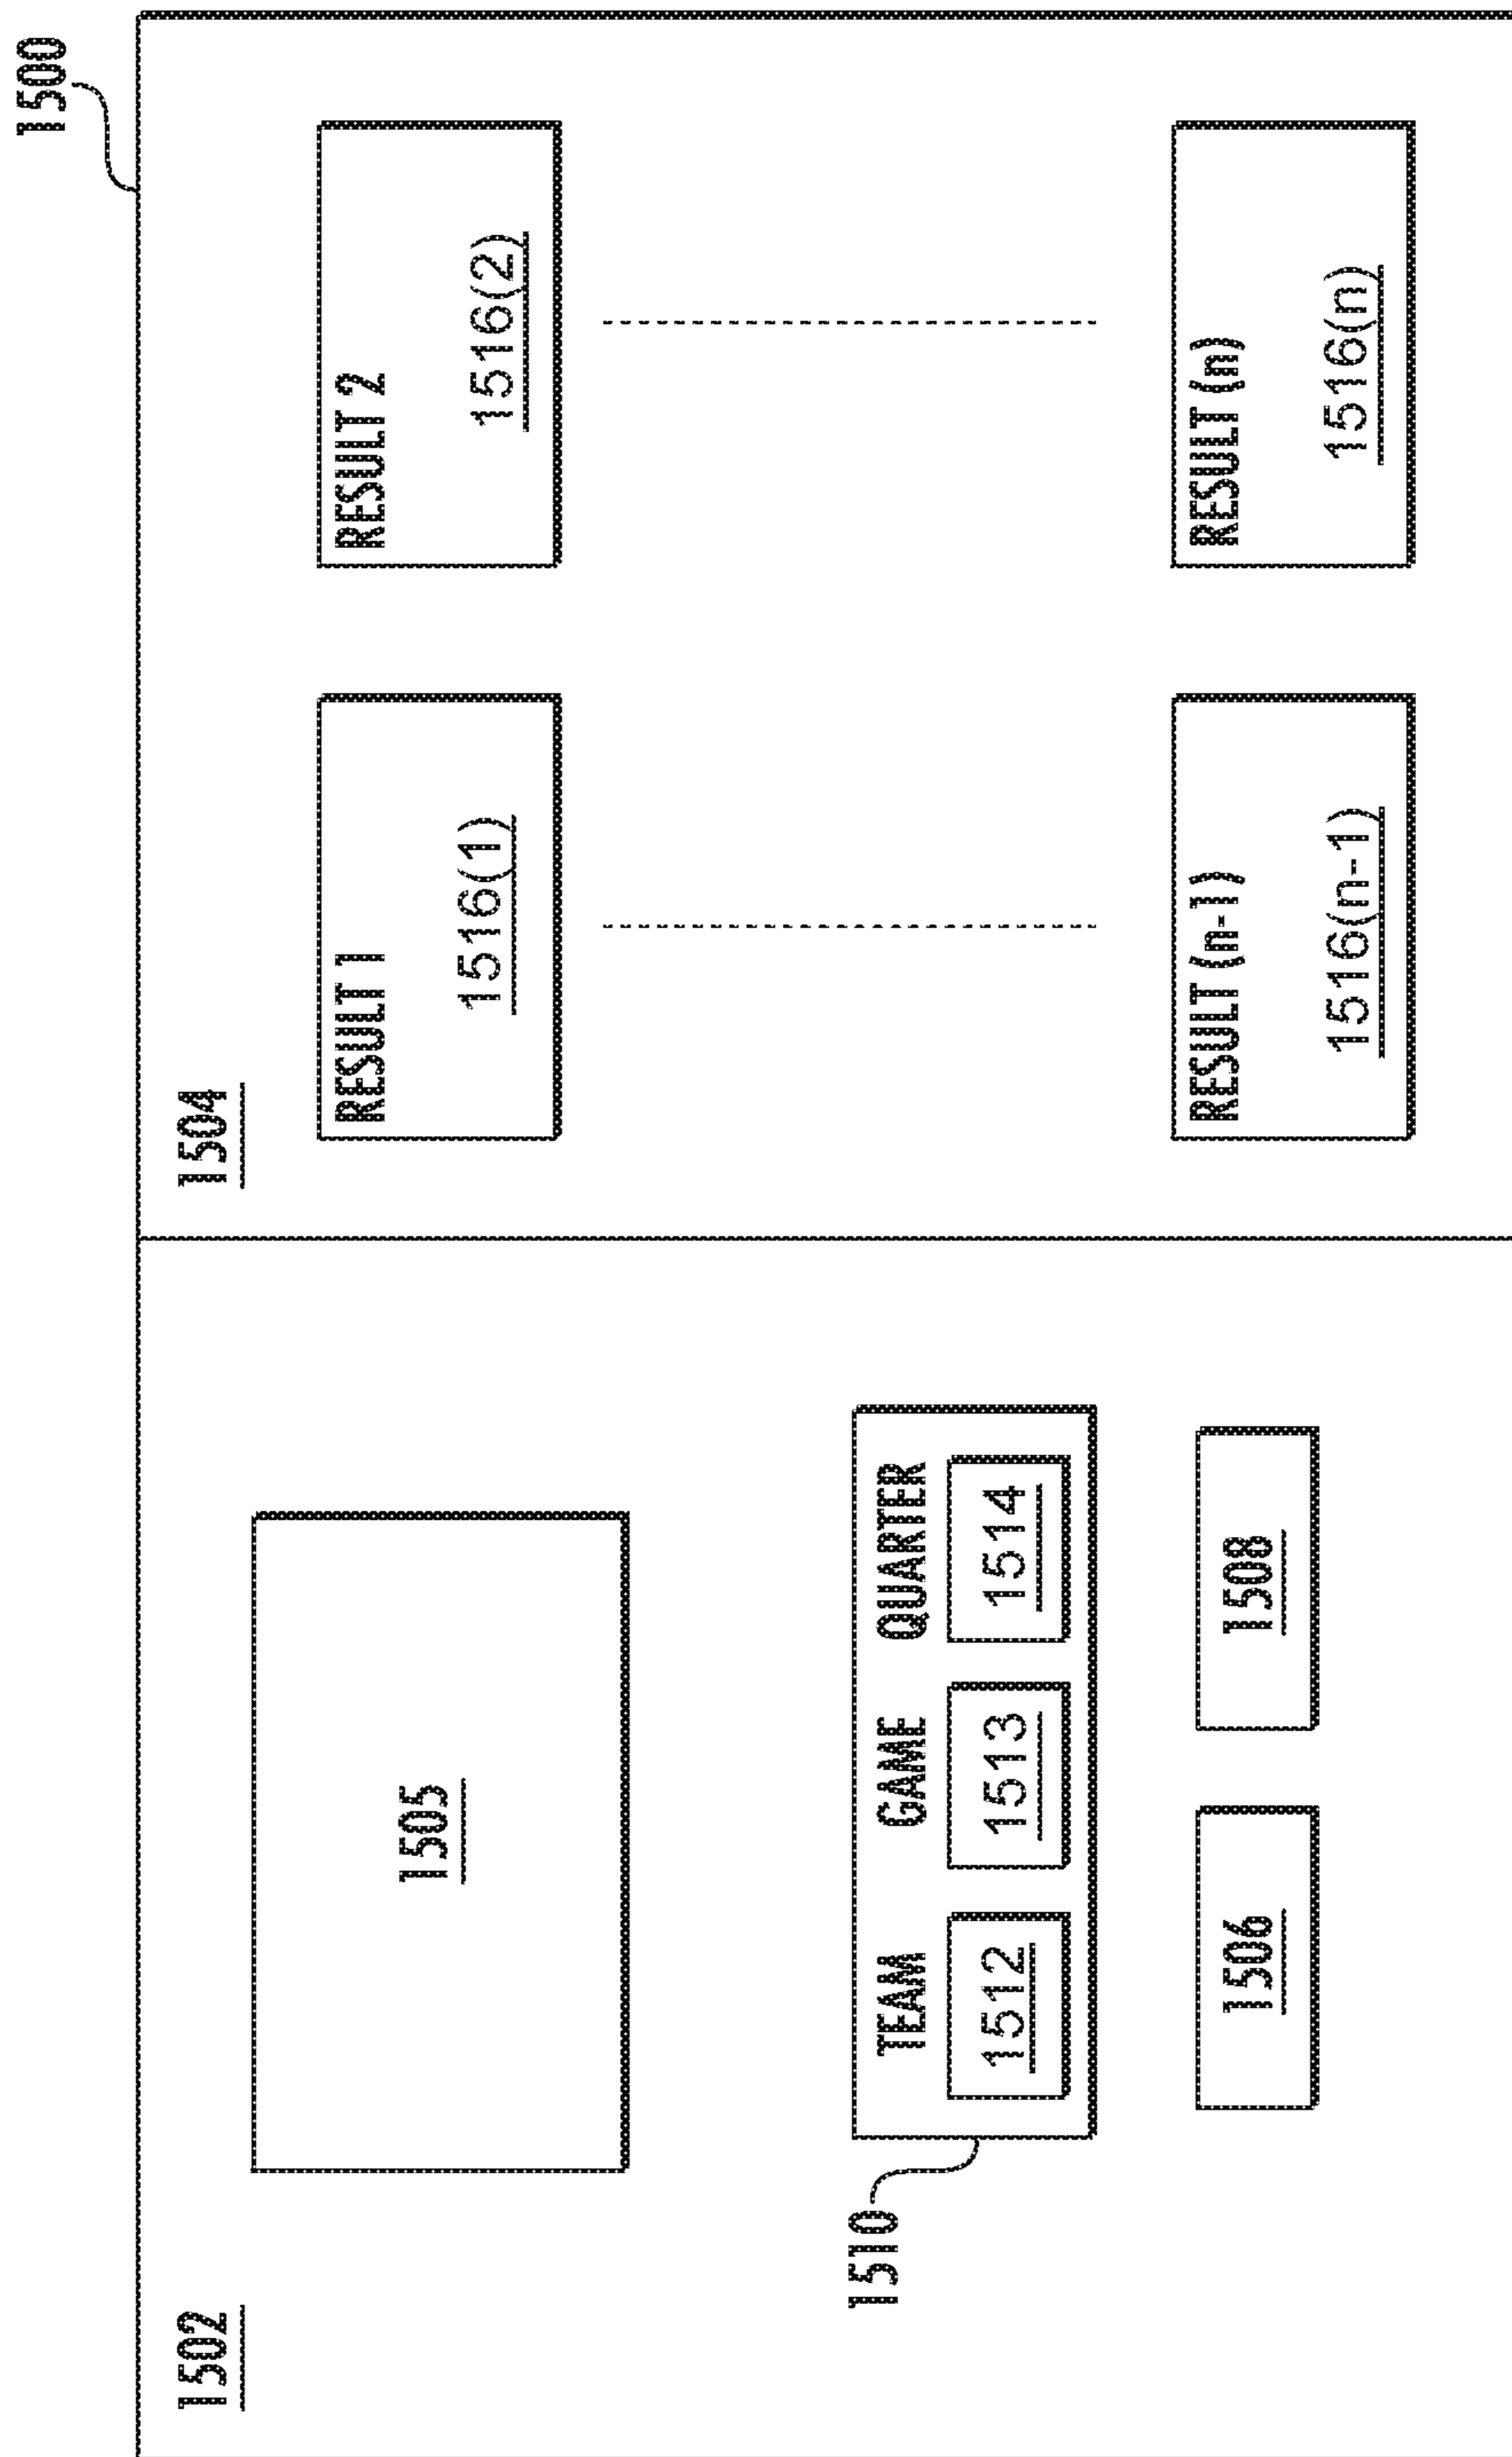 1500
1502
1504
1505
RESULT 1
1516(1)
RESULT 2
1516(2)
1510
TEAM GAME QUARTER
1512 1513 1514
1506 1508
RESULT (n-1)
1516(n-1)
RESULT (n)
1516(n)